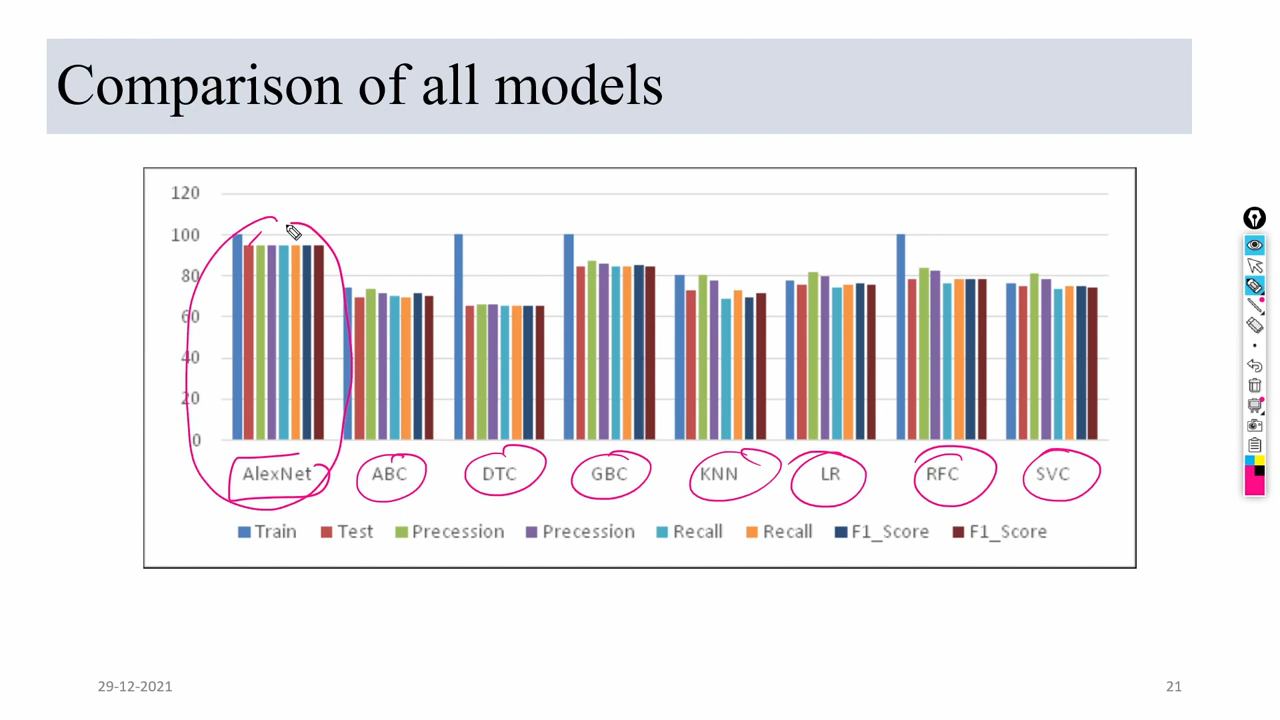 Comparison of all models
120
100
80
60
40
20
0
AlexNet ABC DTC GBC KNN LR RFC SVC
Train Test Precession Precession Recall Recall F1_Score F1_Score
29-12-2021 21